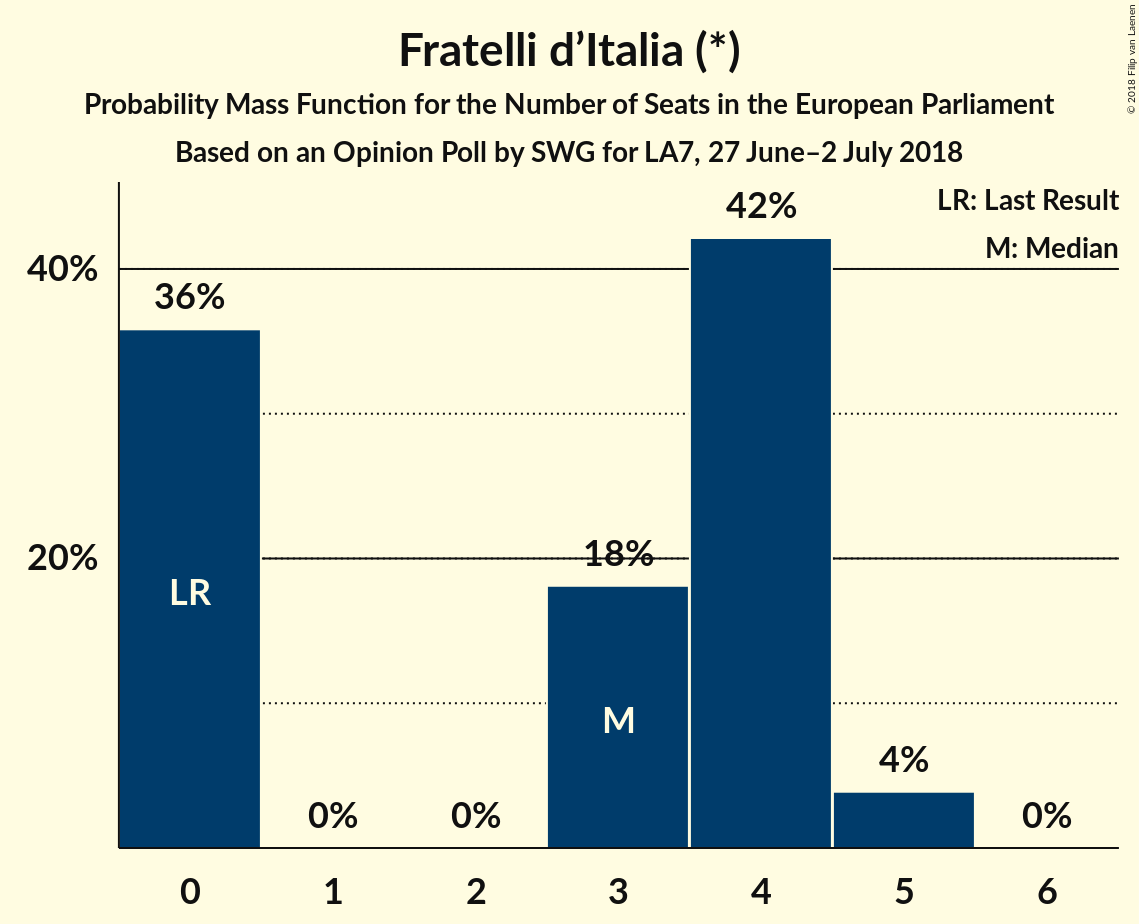 Fratelli d’Italia (*)
Probability Mass Function for the Number of Seats in the European Parliament
Based on an Opinion Poll by SWG for LA7, 27 June–2 July 2018
© 2018 Filip van Laenen
LR: Last Result
M: Median
40%
20%
36%
0%
0%
18%
42%
4%
0%
LR
M
0 1 2 3 4 5 6